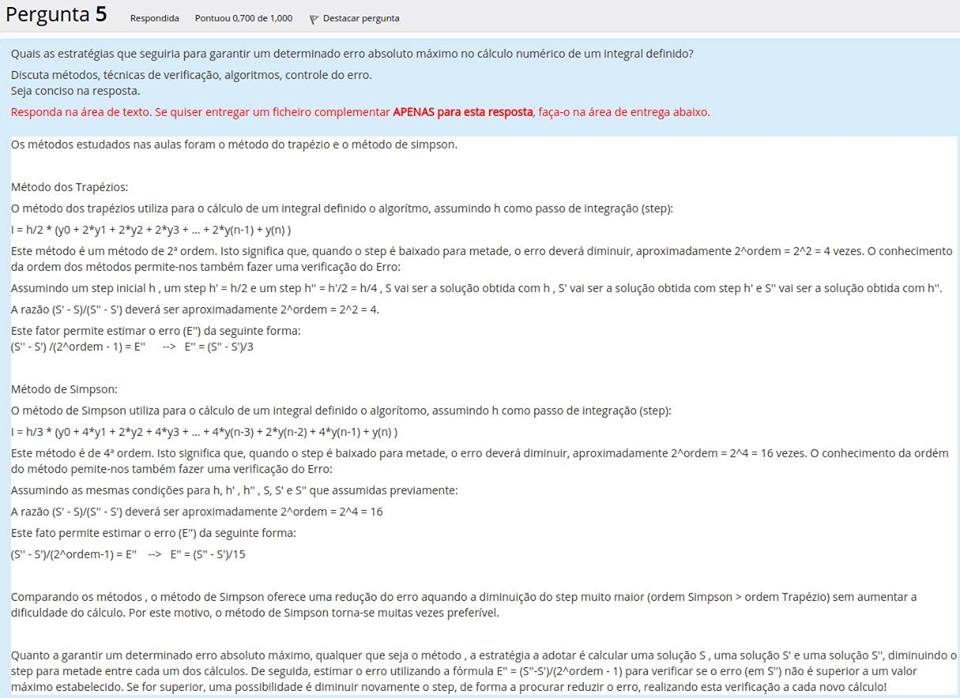 Pergunta 5 Respondida Pontuou 0,700 de 1,000 Destacar pergunta
Quais as estratégias que seguiria para garantir um determinado erro absoluto máximo no cálculo numérico de um integral definido?
Discuta métodos, técnicas de verificação, algoritmos, controle do erro.
Seja conciso na resposta.
Responda na área de texto. Se quiser entregar um ficheiro complementar APENAS para esta resposta, faça-o na área de entrega abaixo.
Os métodos estudados nas aulas foram o método do trapézio e o método de simpson.
Método dos Trapézios:
O método dos trapézios utiliza para o cálculo de um integral definido o algorítmo, assumindo h como passo de integração (step):
I = h/2 * (y0 + 2*y1 + 2*y2 + 2*y3 + ... + 2*y(n-1) + y(n) )
Este método é um método de 2ª ordem. Isto significa que, quando o step é baixado para metade, o erro deverá diminuir, aproximadamente 2^ordem = 2^2 = 4 vezes. O conhecimento
da ordem dos métodos permite-nos também fazer uma verificação do Erro:
Assumindo um step inicial h , um step h' = h/2 e um step h'' = h'/2 = h/4 , S vai ser a solução obtida com h , S' vai ser a solução obtida com step h' e S'' vai ser a solução obtida com h''.
A razão (S' - S)/(S'' - S') deverá ser aproximadamente 2^ordem = 2^2 = 4.
Este fator permite estimar o erro (E'') da seguinte forma:
(S'' - S') /(2^ordem - 1) = E'' --> E'' = (S'' - S')/3
Método de Simpson:
O método de Simpson utiliza para o cálculo de um integral definido o algorítomo, assumindo h como passo de integração (step):
I = h/3 * (y0 + 4*y1 + 2*y2 + 4*y3 + ... + 4*y(n-3) + 2*y(n-2) + 4*y(n-1) + y(n) )
Este método é de 4ª ordem. Isto significa que, quando o step é baixado para metade, o erro deverá diminuir, aproximadamente 2^ordem = 2^4 = 16 vezes. O conhecimento da ordém
do método pemite-nos também fazer uma verificação do Erro:
Assumindo as mesmas condições para h, h' , h'' , S, S' e S'' que assumidas previamente:
A razão (S' - S)/(S'' - S') deverá ser aproximadamente 2^ordem = 2^4 = 16
Este fato permite estimar o erro (E'') da seguinte forma:
(S'' - S')/(2^ordem-1) = E'' --> E'' = (S'' - S')/15
Comparando os métodos , o método de Simpson oferece uma redução do erro aquando a diminuição do step muito maior (ordem Simpson > ordem Trapézio) sem aumentar a
dificuldade do cálculo. Por este motivo, o método de Simpson torna-se muitas vezes preferível.
Quanto a garantir um determinado erro absoluto máximo, qualquer que seja o método , a estratégia a adotar é calcular uma solução S , uma solução S' e uma solução S'', diminuindo o
step para metade entre cada um dos cálculos. De seguida, estimar o erro utilizando a fórmula E'' = (S''-S')/(2^ordem - 1) para verificar se o erro (em S'') não é superior a um valor
máximo estabelecido. Se for superior, uma possibilidade é diminuir novamente o step, de forma a procurar reduzir o erro, realizando esta verificação a cada novo cálculo!